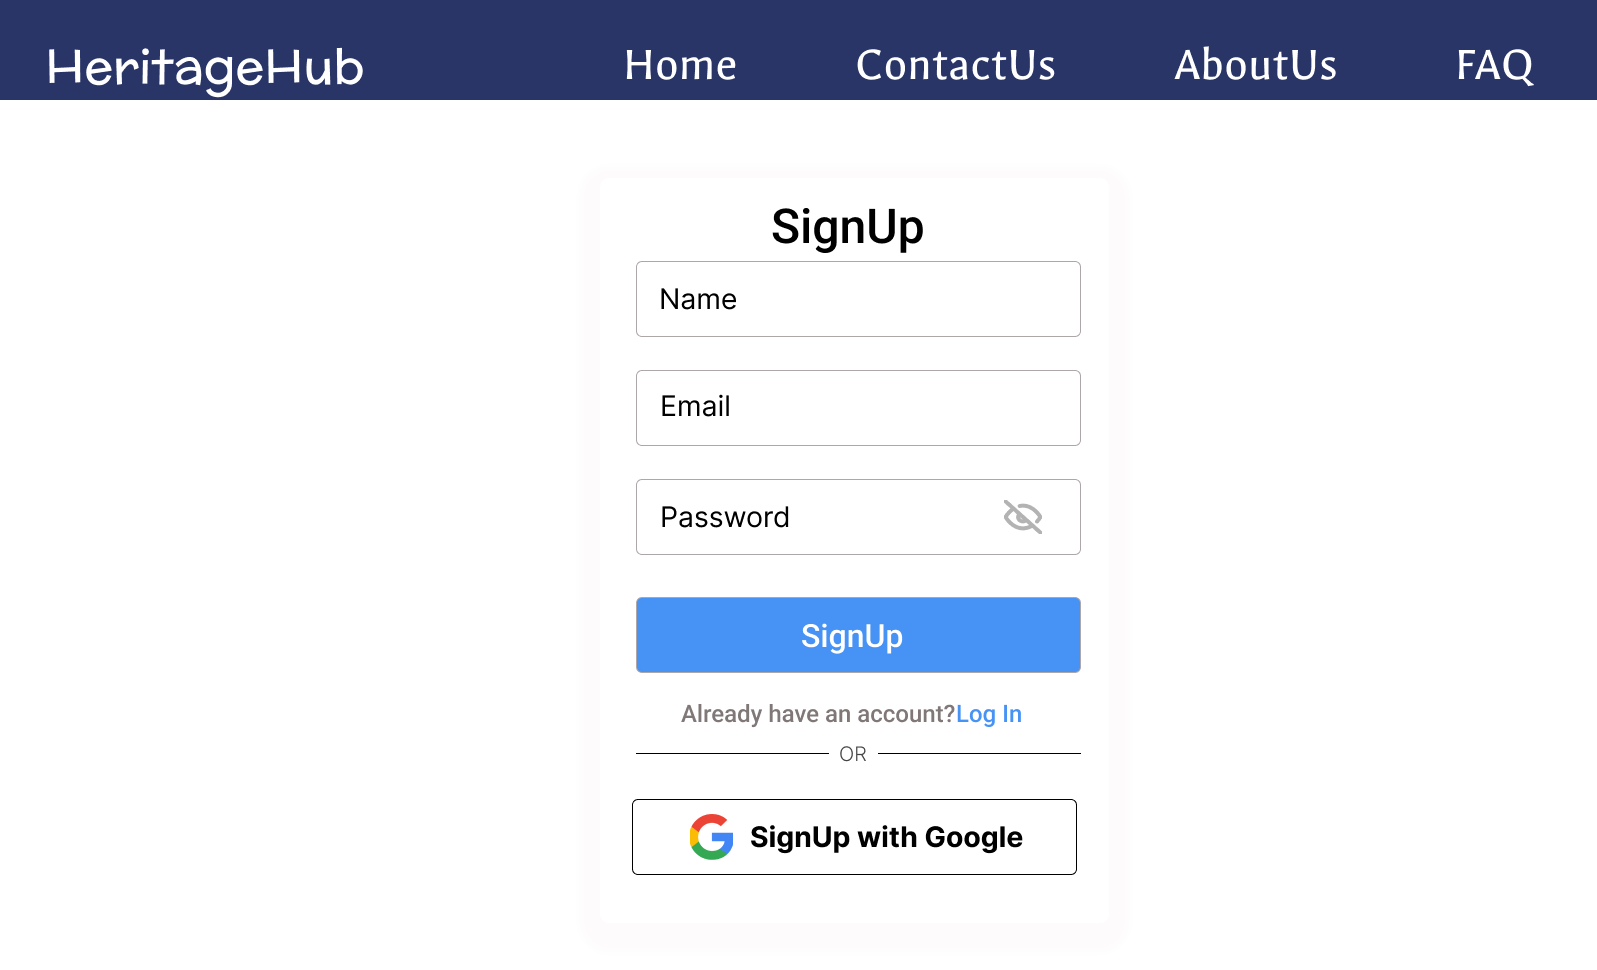 HeritageHub Home ContactUs AboutUs FAQ
SignUp
Name
Email
Password
SignUp
Already have an account?Log In
OR
SignUp with Google